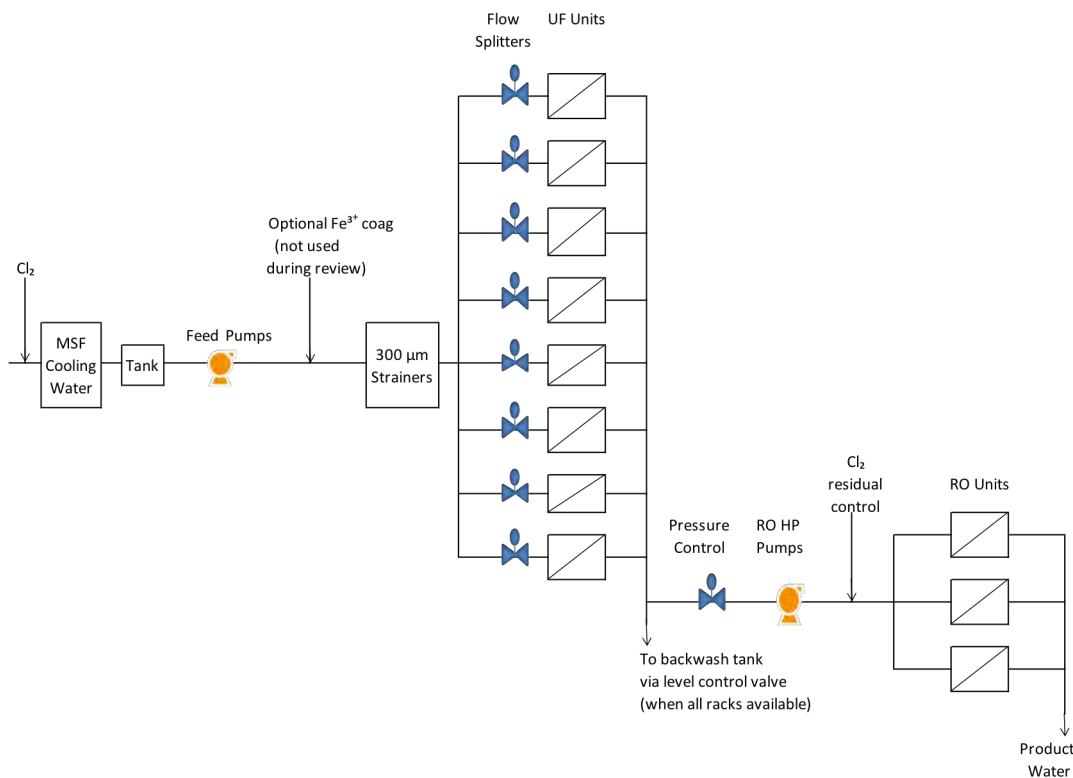 Flow
Splitters
UF Units
Optional Fe³⁺ coag
(not used
during review)
Cl₂
MSF
Cooling
Water
Tank
Feed Pumps
300 µm
Strainers
Pressure
Control
RO HP
Pumps
Cl₂
residual
control
RO Units
To backwash tank
via level control valve
(when all racks available)
Product
Water